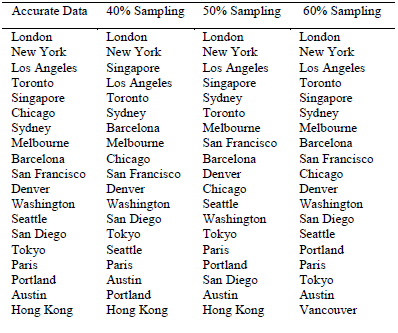 Accurate Data 40% Sampling 50% Sampling 60% Sampling
London London London London
New York New York New York New York
Los Angeles Singapore Los Angeles Los Angeles
Toronto Los Angeles Singapore Toronto
Singapore Toronto Sydney Singapore
Chicago Sydney Toronto Sydney
Sydney Barcelona Melbourne Melbourne
Melbourne Melbourne San Francisco Barcelona
Barcelona Chicago Barcelona San Francisco
San Francisco San Francisco Denver Chicago
Denver Denver Chicago Denver
Washington Washington Seattle Washington
Seattle San Diego Washington San Diego
San Diego Tokyo Tokyo Seattle
Tokyo Seattle Paris Portland
Paris Paris Portland Paris
Portland Austin San Diego Tokyo
Austin Portland Austin Austin
Hong Kong Hong Kong Hong Kong Vancouver